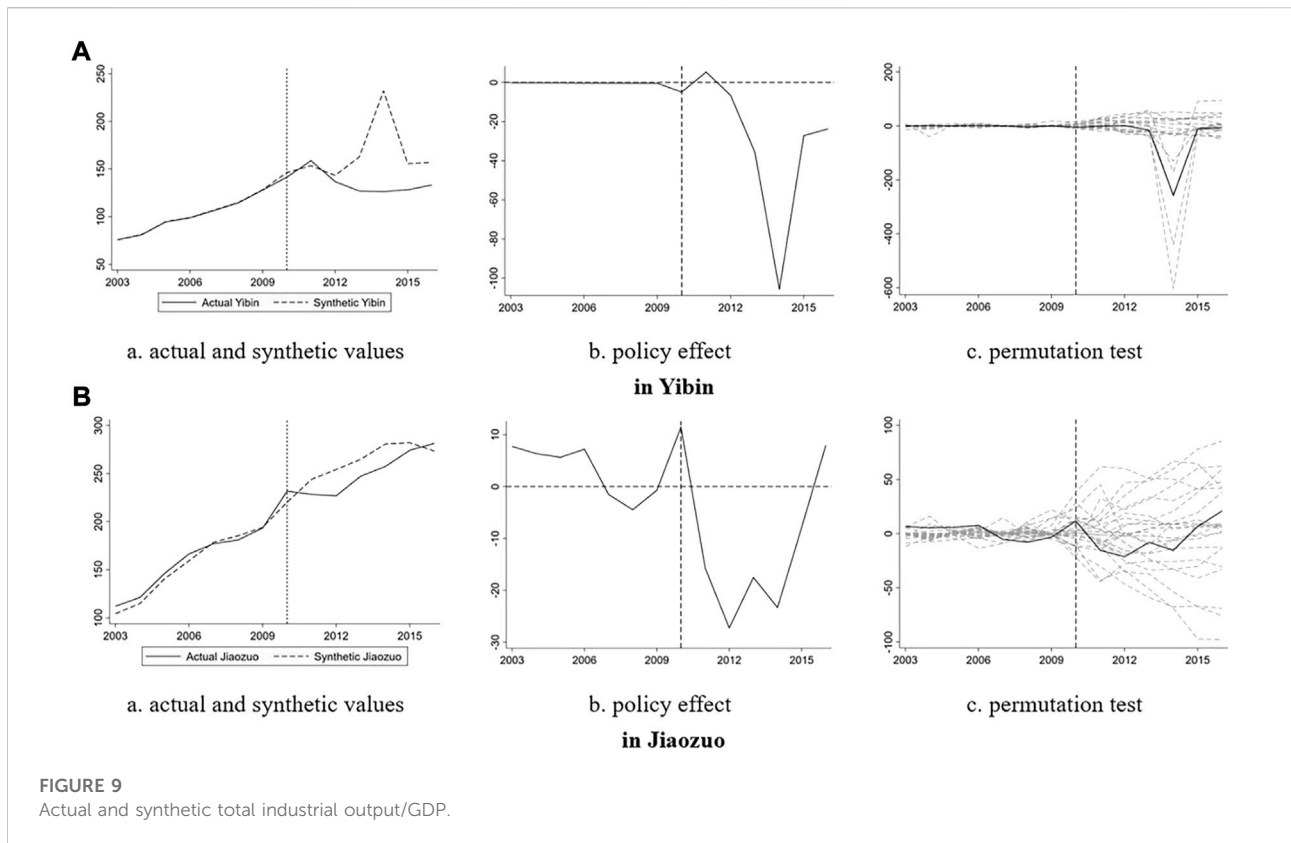 A
250
200
150
100
50
2003 2006 2009 2012 2015
Actual Yibin Synthetic Yibin
a. actual and synthetic values
0
-20
-40
-60
-80
-100
2003 2006 2009 2012 2015
b. policy effect
200
0
-200
-400
-600
2003 2006 2009 2012 2015
c. permutation test
in Yibin
B
300
250
200
150
100
2003 2006 2009 2012 2015
Actual Jiaozuo Synthetic Jiaozuo
a. actual and synthetic values
10
0
-10
-20
-30
2003 2006 2009 2012 2015
b. policy effect
100
50
0
-50
-100
2003 2006 2009 2012 2015
c. permutation test
in Jiaozuo
FIGURE 9
Actual and synthetic total industrial output/GDP.